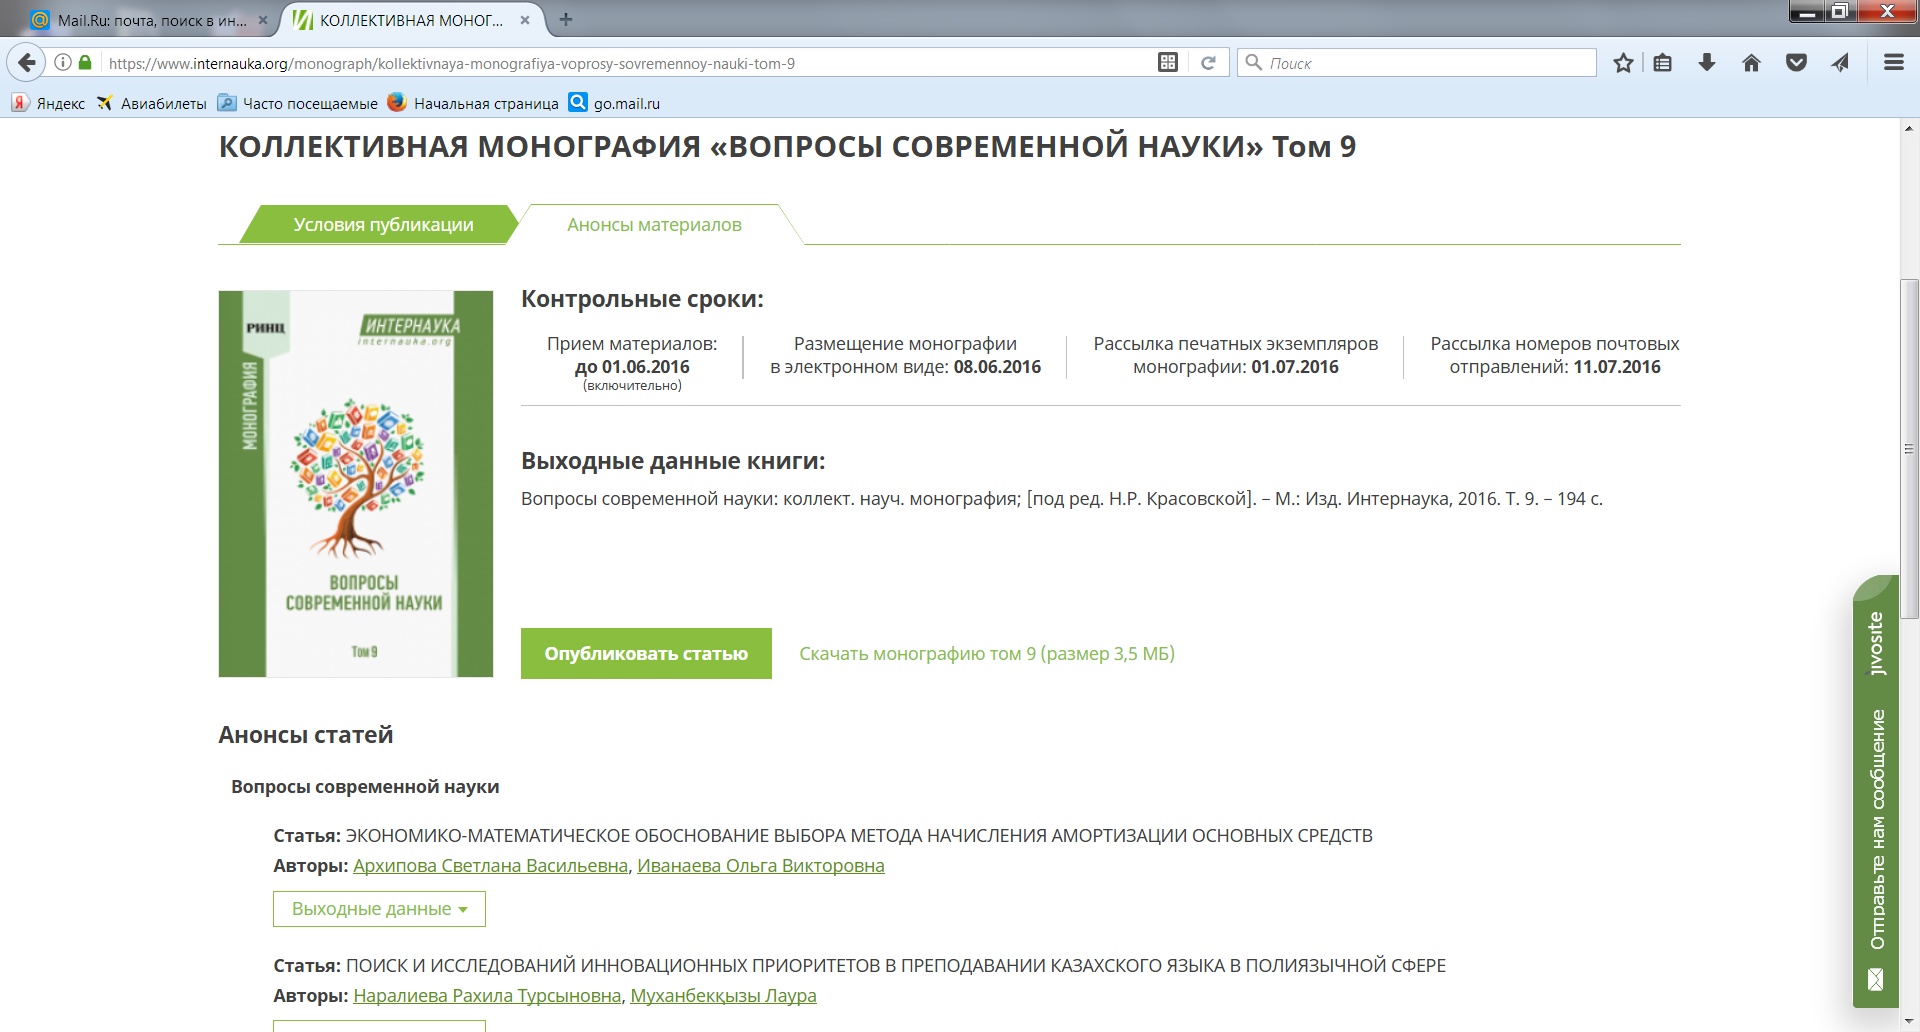 Mail.Ru: почта, поиск в ин...
КОЛЛЕКТИВНАЯ МОНОГ...
https://www.internauka.org/monograph/kollektivnaya-monografiya-voprosy-sovremennoy-nauki-tom-9
Поиск
Яндекс Авиабилеты Часто посещаемые Начальная страница go.mail.ru
КОЛЛЕКТИВНАЯ МОНОГРАФИЯ «ВОПРОСЫ СОВРЕМЕННОЙ НАУКИ» Том 9
Условия публикации
Анонсы материалов
РИНЦ
ИНТЕРНАУКА
internauka.org
МОНОГРАФИЯ
ВОПРОСЫ
СОВРЕМЕННОЙ НАУКИ
Том 9
Контрольные сроки:
Прием материалов:
до 01.06.2016
(включительно)
Размещение монографии
в электронном виде: 08.06.2016
Рассылка печатных экземпляров
монографии: 01.07.2016
Рассылка номеров почтовых
отправлений: 11.07.2016
Выходные данные книги:
Вопросы современной науки: коллект. науч. монография; [под ред. Н.Р. Красовской]. – М.: Изд. Интернаука, 2016. Т. 9. – 194 с.
Опубликовать статью
Скачать монографию том 9 (размер 3,5 МБ)
Анонсы статей
Вопросы современной науки
Статья: ЭКОНОМИКО-МАТЕМАТИЧЕСКОЕ ОБОСНОВАНИЕ ВЫБОРА МЕТОДА НАЧИСЛЕНИЯ АМОРТИЗАЦИИ ОСНОВНЫХ СРЕДСТВ
Авторы: Архипова Светлана Васильевна, Иванаева Ольга Викторовна
Выходные данные
Статья: ПОИСК И ИССЛЕДОВАНИЙ ИННОВАЦИОННЫХ ПРИОРИТЕТОВ В ПРЕПОДАВАНИИ КАЗАХСКОГО ЯЗЫКА В ПОЛИЯЗЫЧНОЙ СФЕРЕ
Авторы: Наралиева Рахила Турсыновна, Муханбекқызы Лаура
jivosite
Отправьте нам сообщение